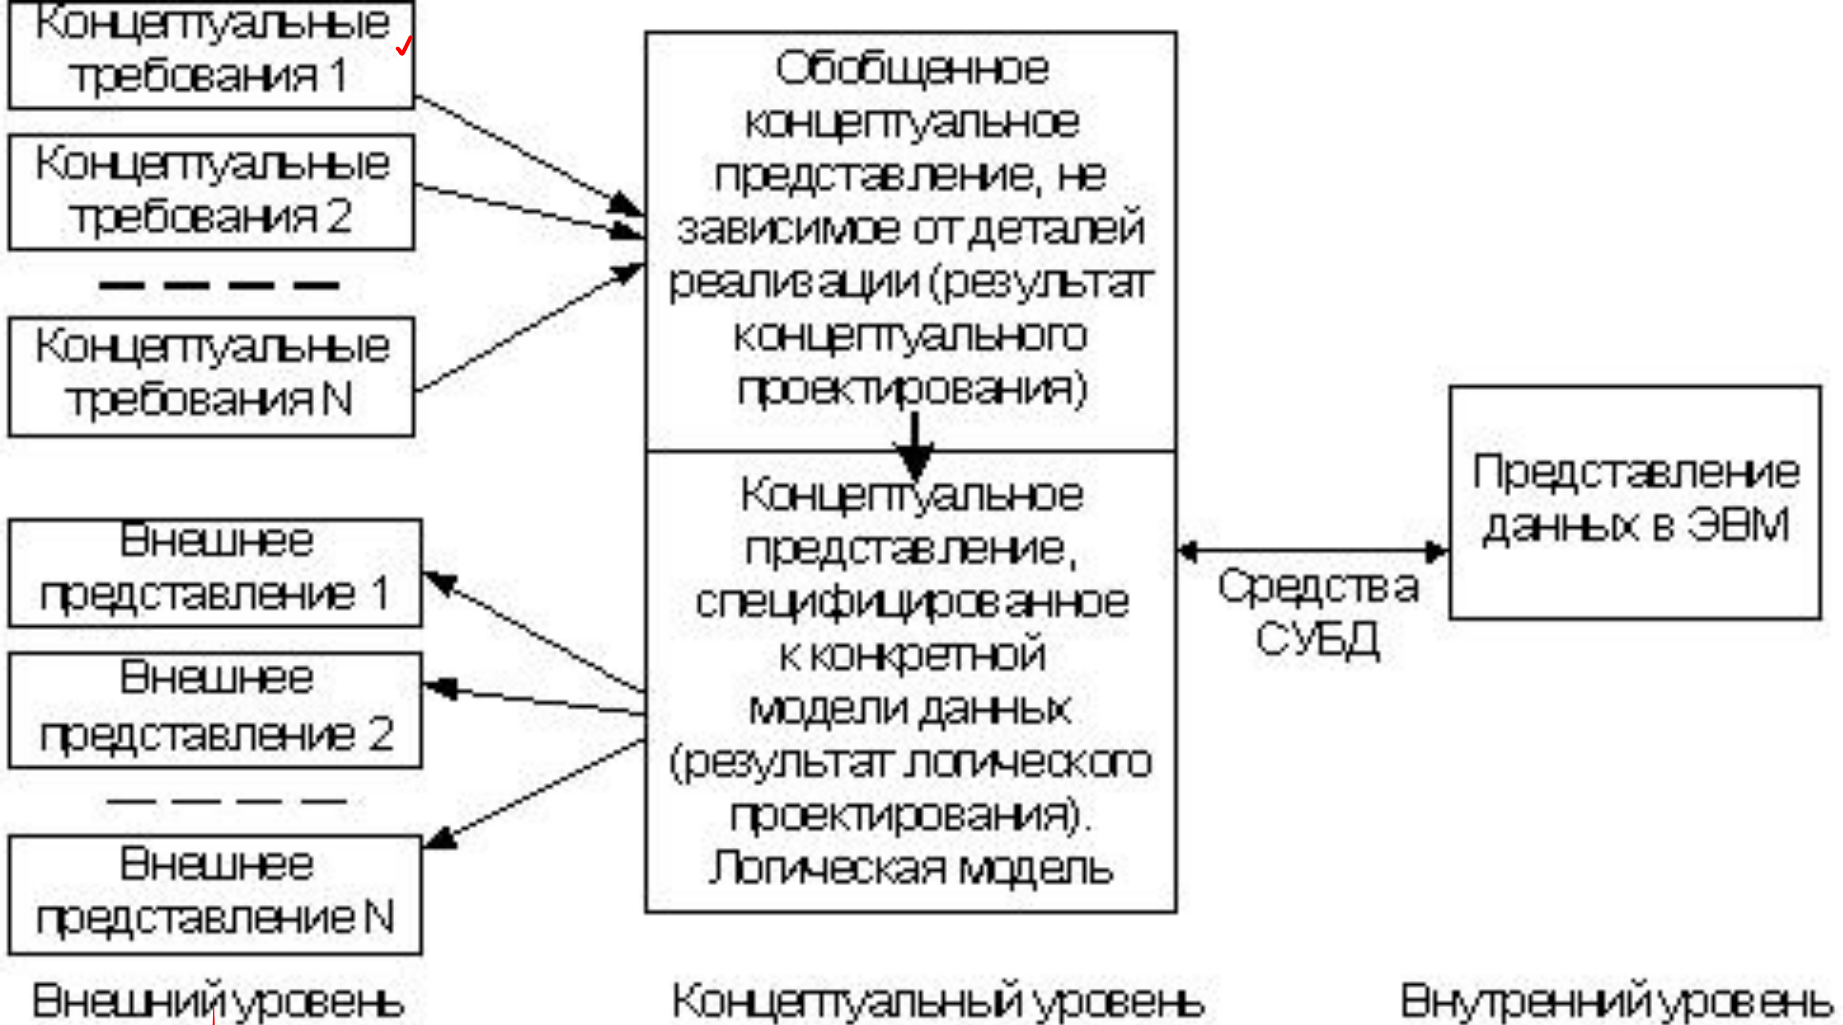 Концептуальные
требования 1
Концептуальные
требования 2
Концептуальные
требования N
Внешнее
представление 1
Внешнее
представление 2
Внешнее
представление N
Внешний уровень
Обобщенное
концептуальное
представление, не
зависимое от деталей
реализации (результат
концептуального
проектирования)
Концептуальное
представление,
специфицированное
к конкретной
модели данных
(результат логического
проектирования).
Логическая модель
Концептуальный уровень
Средства
СУБД
Представление
данных в ЭВМ
Внутренний уровень